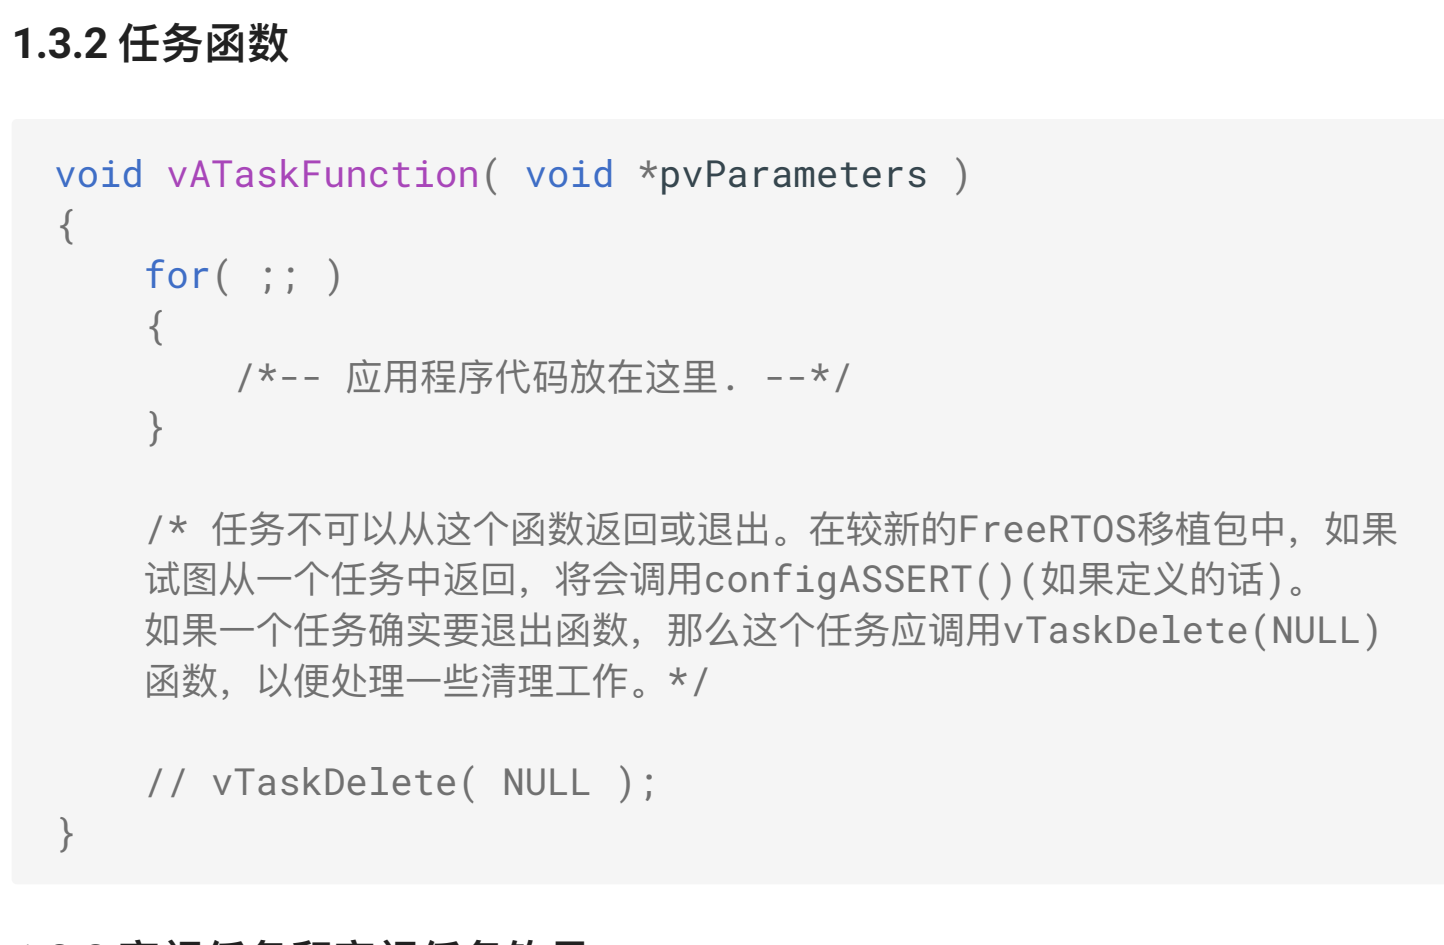 1.3.2 任务函数
void vATaskFunction( void *pvParameters )
{
for( ;; )
{
/*-- 应用程序代码放在这里. --*/
}
/* 任务不可以从这个函数返回或退出。在较新的FreeRTOS移植包中，如果
试图从一个任务中返回，将会调用configASSERT()(如果定义的话)。
如果一个任务确实要退出函数，那么这个任务应调用vTaskDelete(NULL)
函数，以便处理一些清理工作。*/
// vTaskDelete( NULL );
}